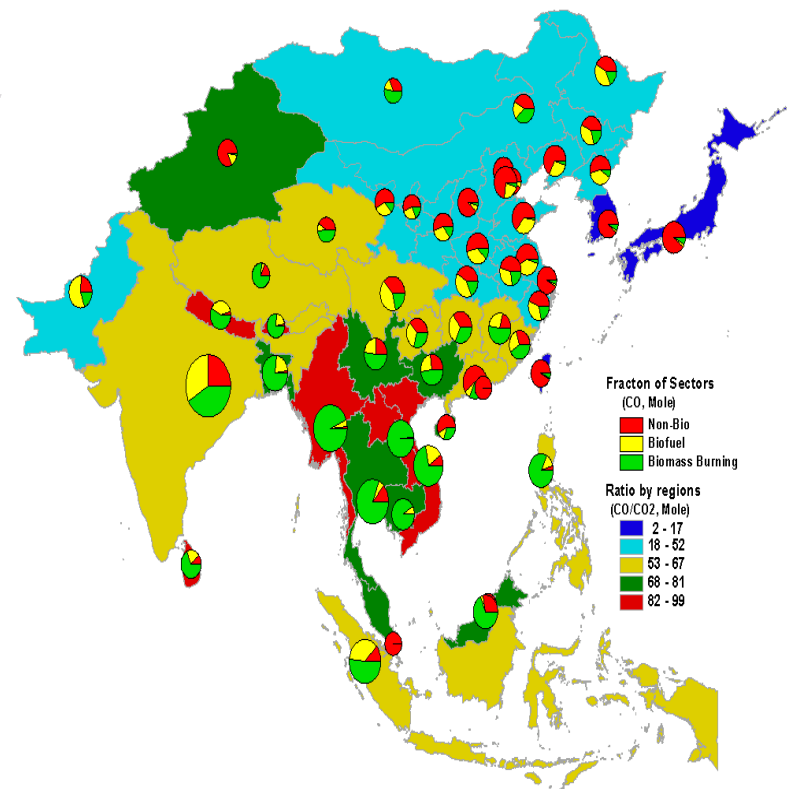 Fracton of Sectors
(CO, Mole)
Non-Bio
Biofuel
Biomass Burning
Ratio by regions
(CO/CO2, Mole)
2 - 17
18 - 52
53 - 67
68 - 81
82 - 99